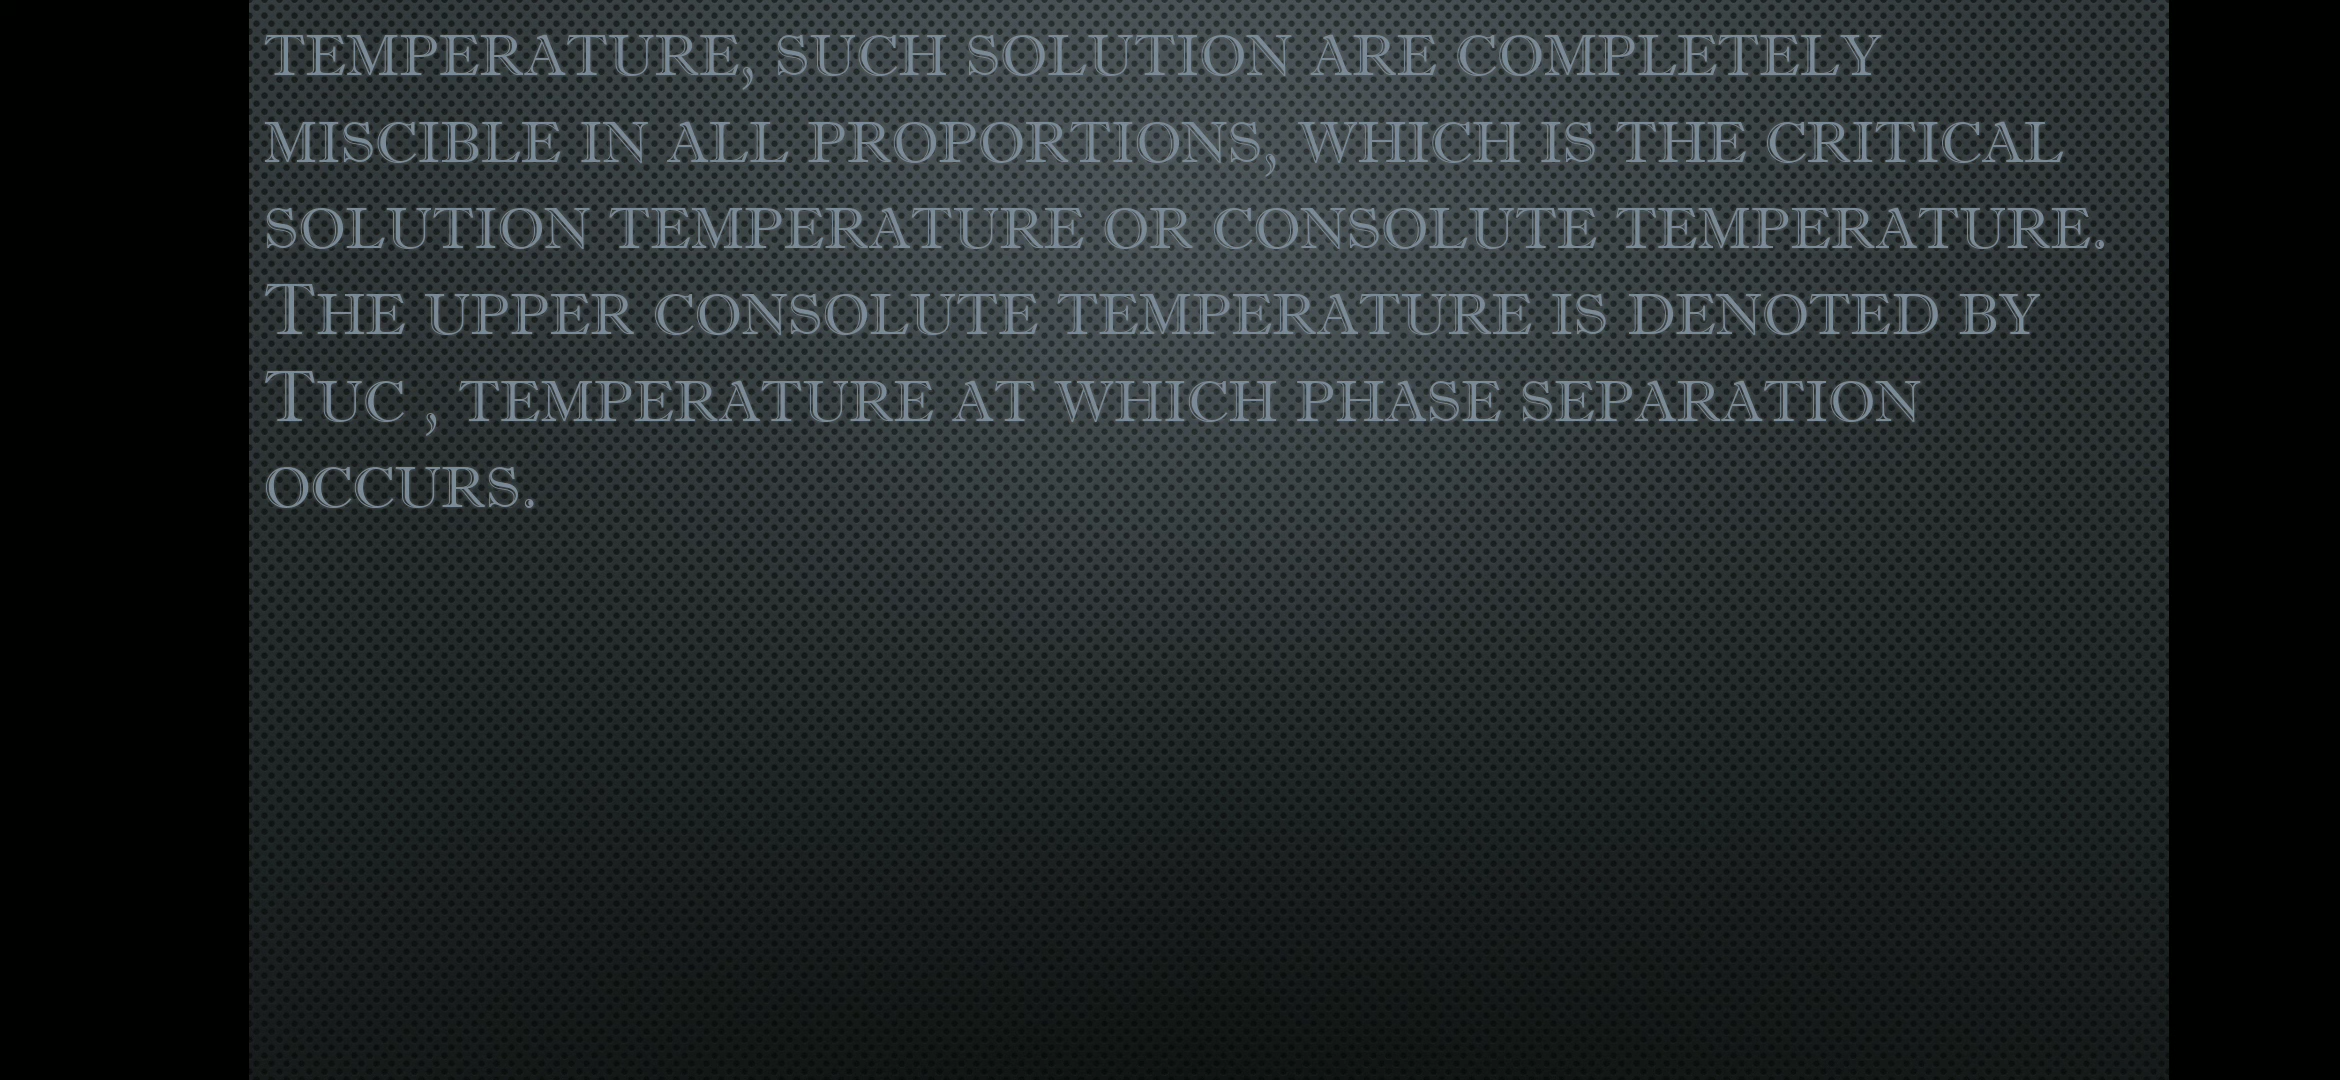 TEMPERATURE, SUCH SOLUTION ARE COMPLETELY
MISCIBLE IN ALL PROPORTIONS, WHICH IS THE CRITICAL
SOLUTION TEMPERATURE OR CONSOLUTE TEMPERATURE.
THE UPPER CONSOLUTE TEMPERATURE IS DENOTED BY
TUC , TEMPERATURE AT WHICH PHASE SEPARATION
OCCURS.